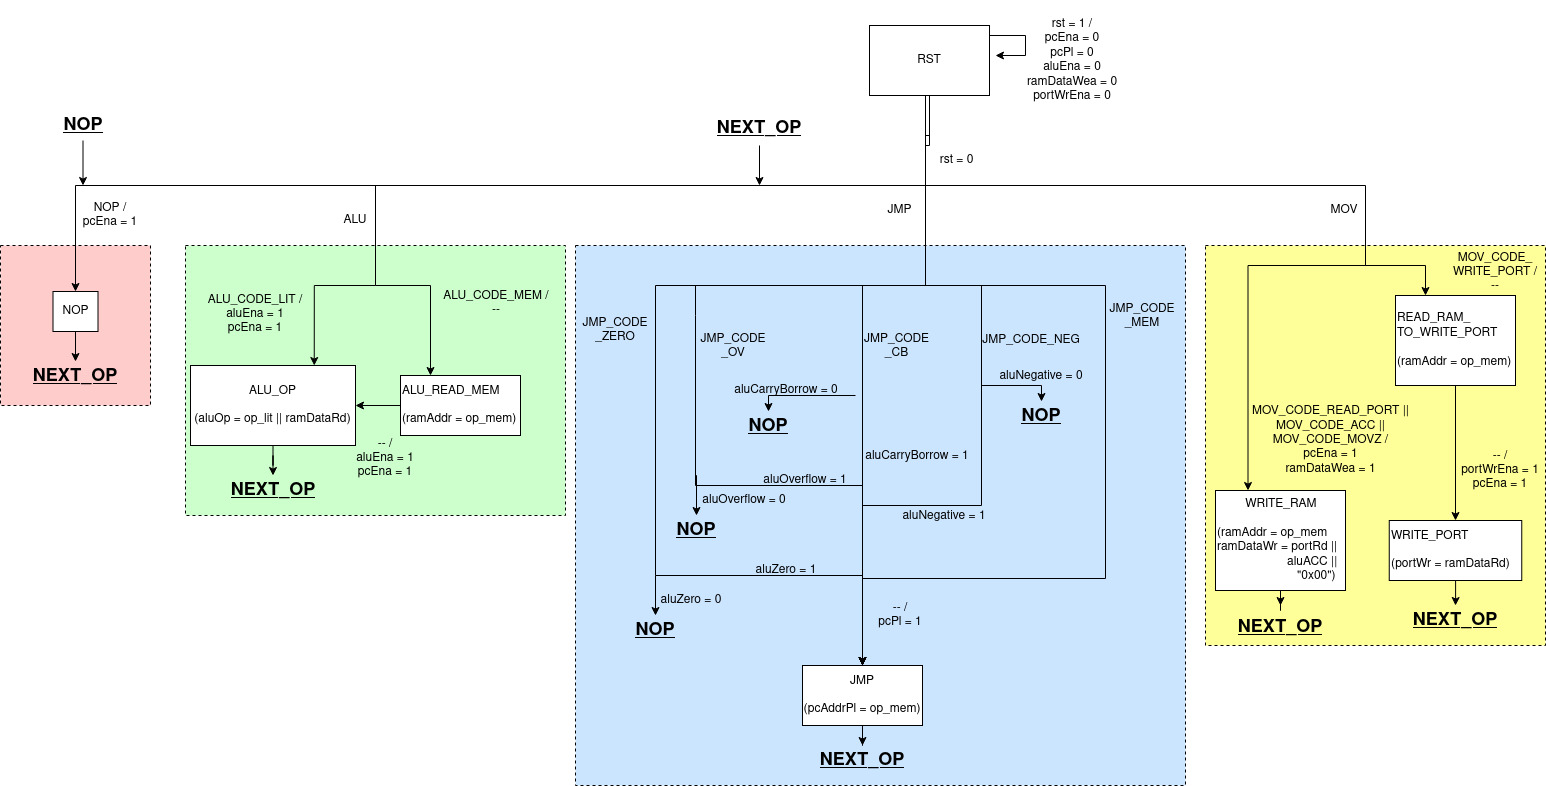 RST
rst = 1 /
pcEna = 0
pcPl = 0
aluEna = 0
ramDataWea = 0
portWrEna = 0
NOP
NEXT_OP
rst = 0
NOP /
pcEna = 1
ALU
JMP
MOV
NOP
NEXT_OP
ALU_CODE_LIT /
aluEna = 1
pcEna = 1
ALU_CODE_MEM /
--
ALU_OP
(aluOp = op_lit || ramDataRd)
ALU_READ_MEM
(ramAddr = op_mem)
-- /
aluEna = 1
pcEna = 1
NEXT_OP
JMP_CODE
_ZERO
JMP_CODE
_OV
JMP_CODE
_CB
JMP_CODE_NEG
JMP_CODE
_MEM
aluNegative = 0
NOP
aluCarryBorrow = 0
NOP
aluCarryBorrow = 1
aluOverflow = 1
aluOverflow = 0
NOP
aluNegative = 1
aluZero = 1
aluZero = 0
NOP
-- /
pcPl = 1
JMP
(pcAddrPl = op_mem)
NEXT_OP
MOV_CODE_
WRITE_PORT /
--
READ_RAM_
TO_WRITE_PORT
(ramAddr = op_mem)
MOV_CODE_READ_PORT ||
MOV_CODE_ACC ||
MOV_CODE_MOVZ /
pcEna = 1
ramDataWea = 1
-- /
portWrEna = 1
pcEna = 1
WRITE_RAM
(ramAddr = op_mem
ramDataWr = portRd ||
aluACC ||
"0x00")
NEXT_OP
WRITE_PORT
(portWr = ramDataRd)
NEXT_OP